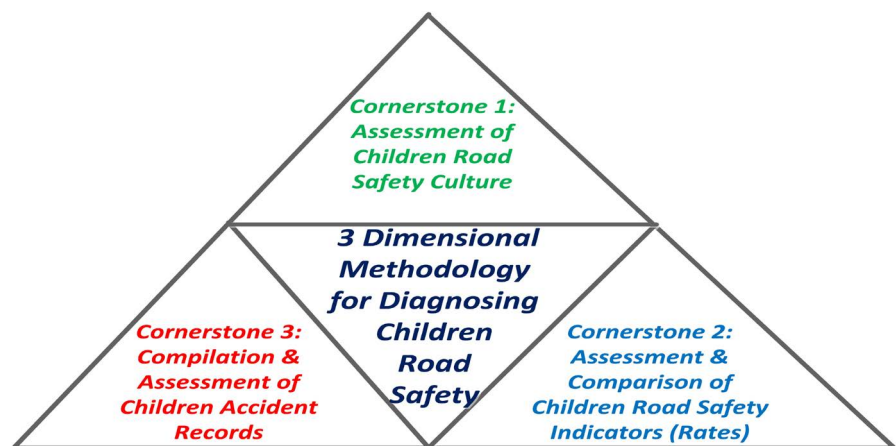 Cornerstone 1:
Assessment of
Children Road
Safety Culture
3 Dimensional
Methodology
for Diagnosing
Children
Road
Safety
Cornerstone 3:
Compilation &
Assessment of
Children Accident
Records
Cornerstone 2:
Assessment &
Comparison of
Children Road Safety
Indicators (Rates)